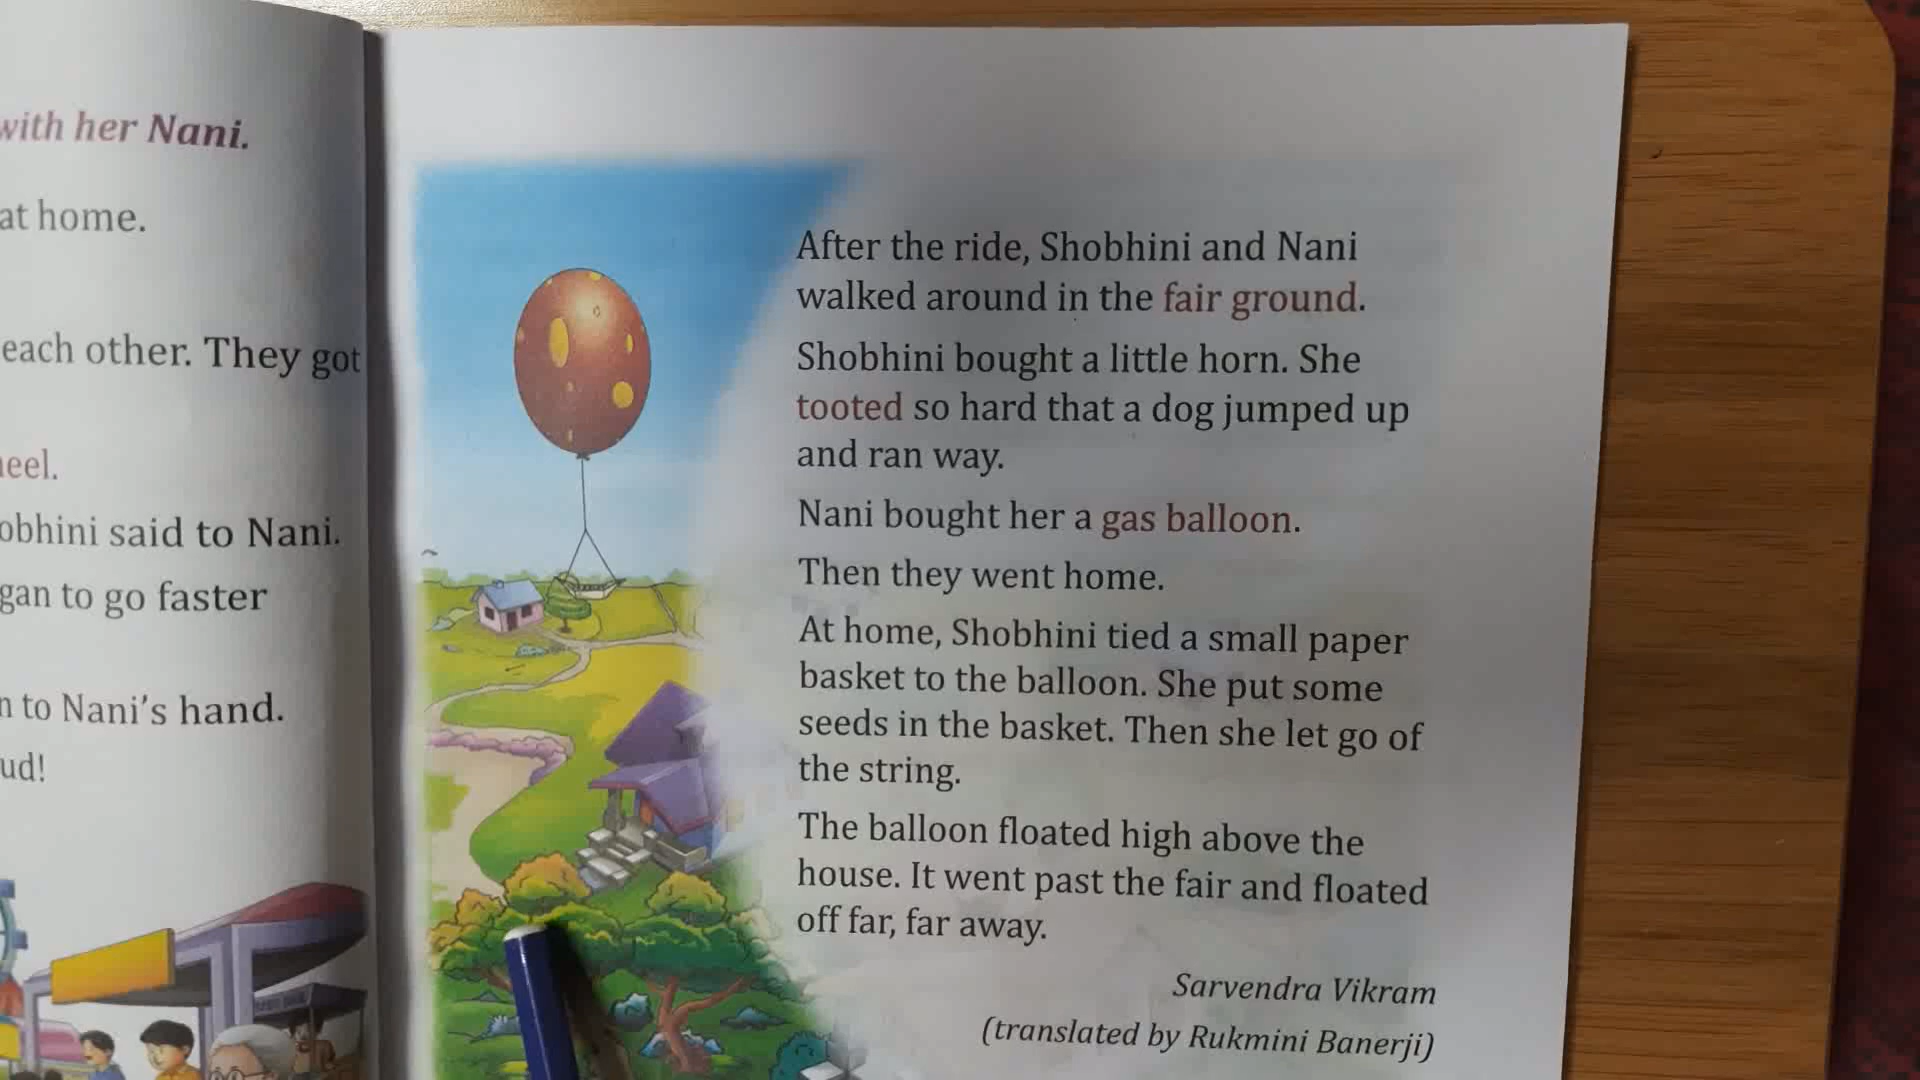 with her Nani.
at home.
each other. They got
eel.
obhini said to Nani.
gan to go faster
n to Nani's hand.
ud!
After the ride, Shobhini and Nani
walked around in the fair ground.
Shobhini bought a little horn. She
tooted so hard that a dog jumped up
and ran way.
Nani bought her a gas balloon.
Then they went home.
At home, Shobhini tied a small paper
basket to the balloon. She put some
seeds in the basket. Then she let go of
the string.
The balloon floated high above the
house. It went past the fair and floated
off far, far away.
Sarvendra Vikram
(translated by Rukmini Banerji)